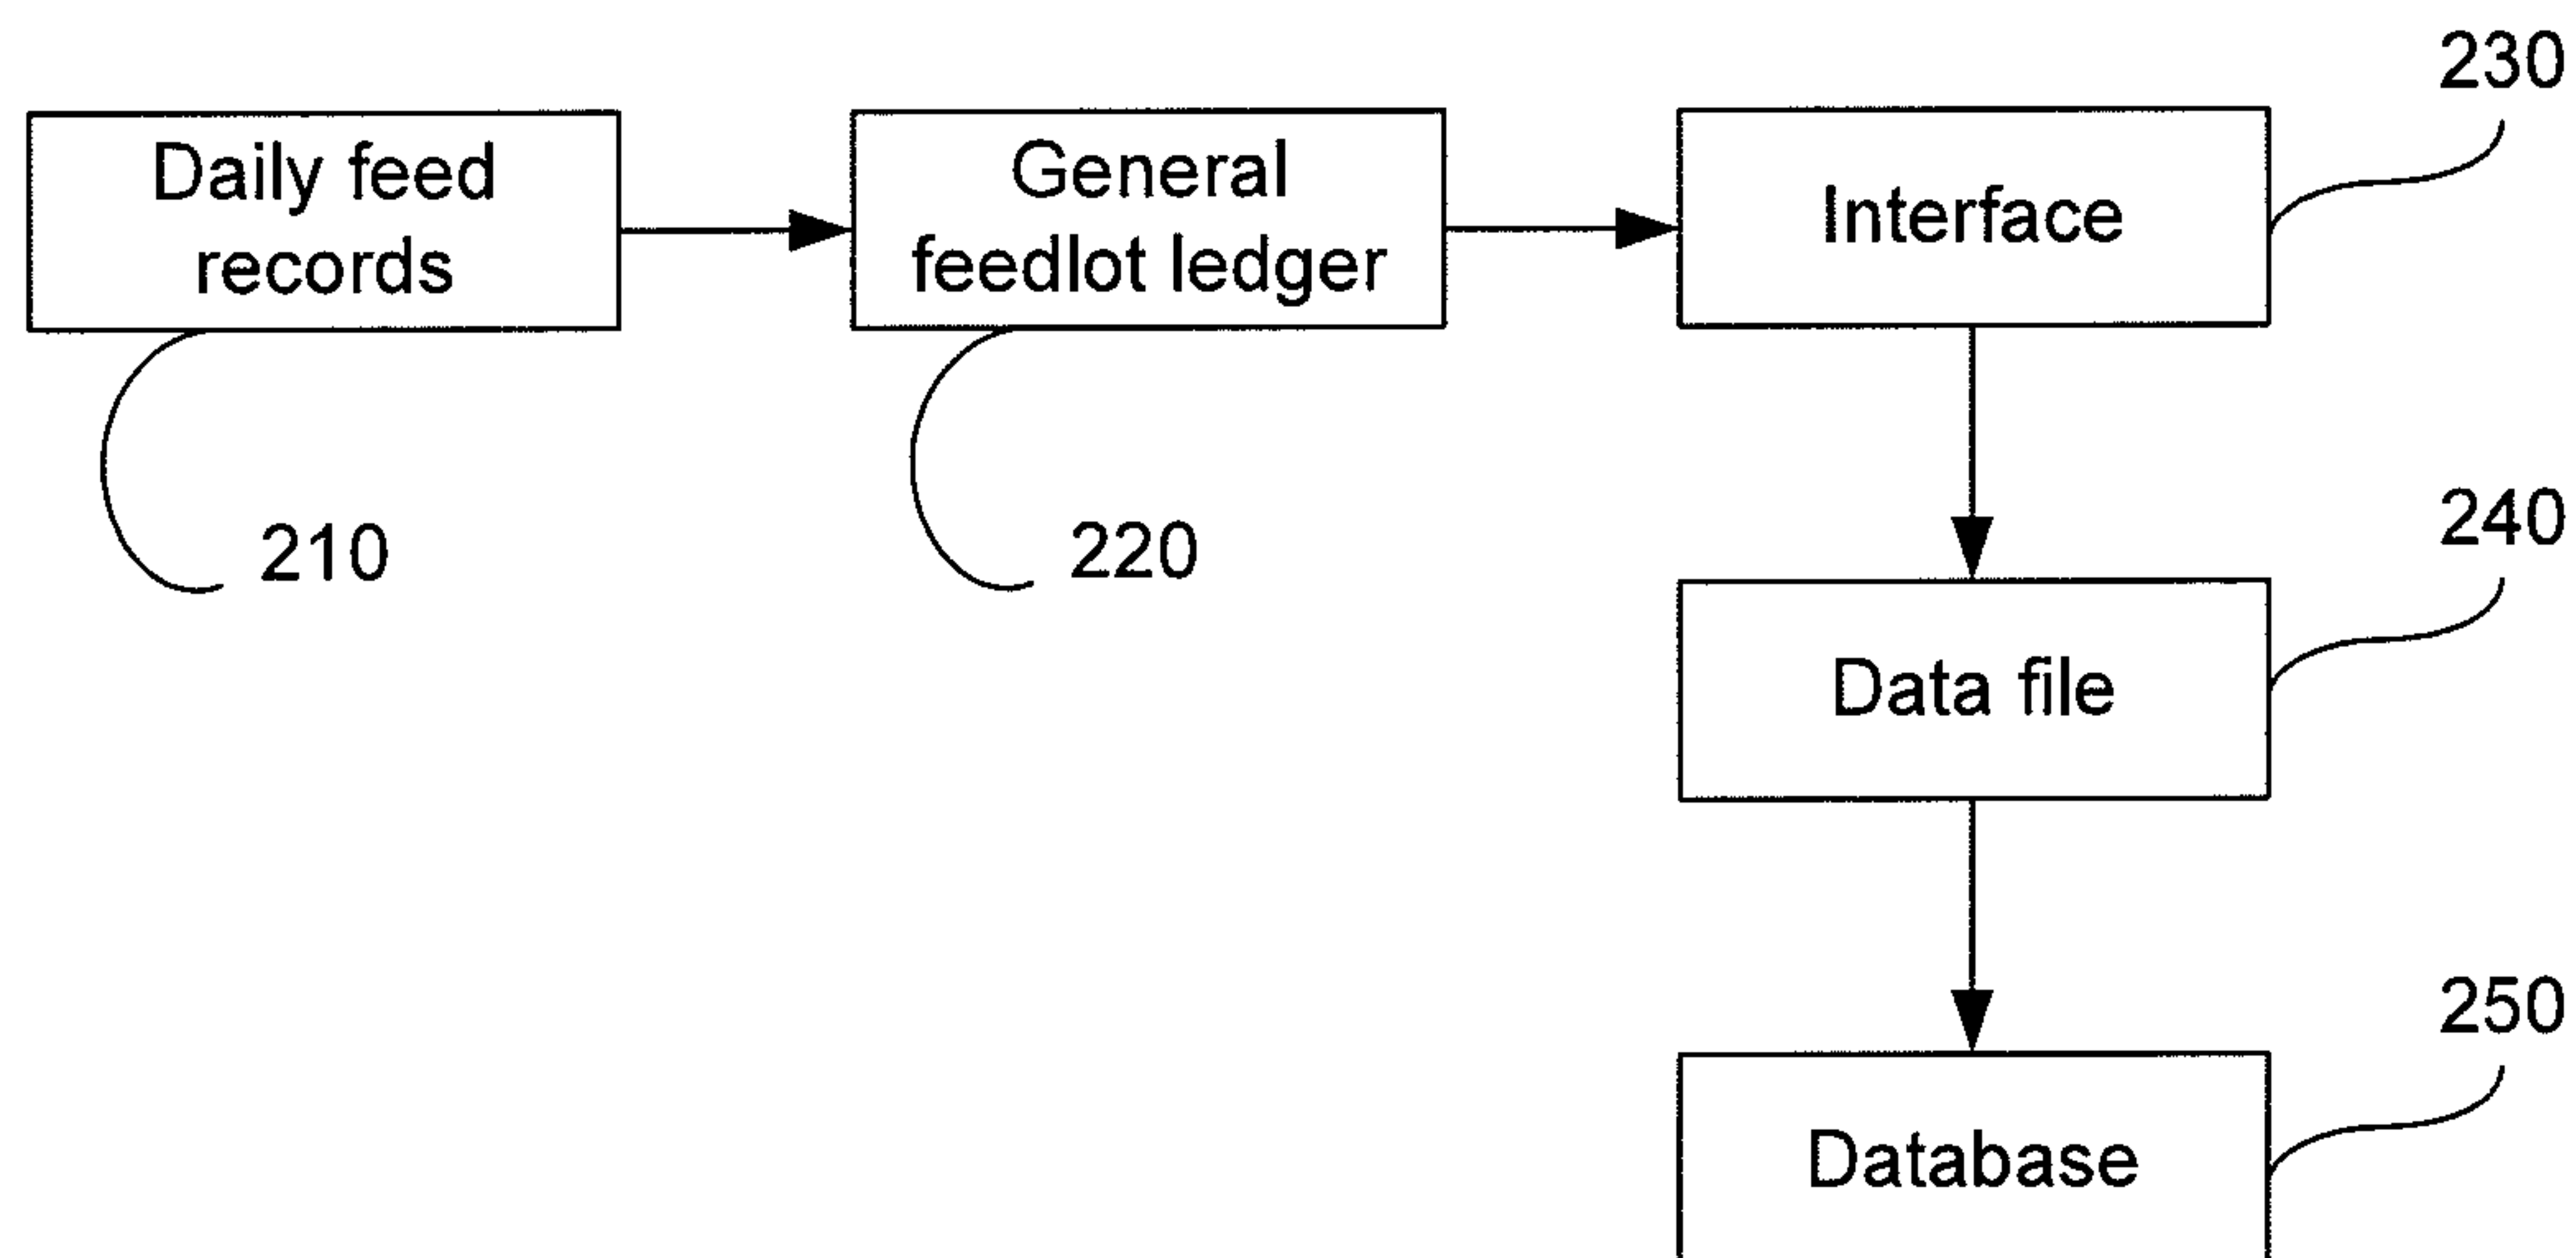 230
Daily feed
records
General
feedlot ledger
Interface
210
220
240
Data file
250
Database